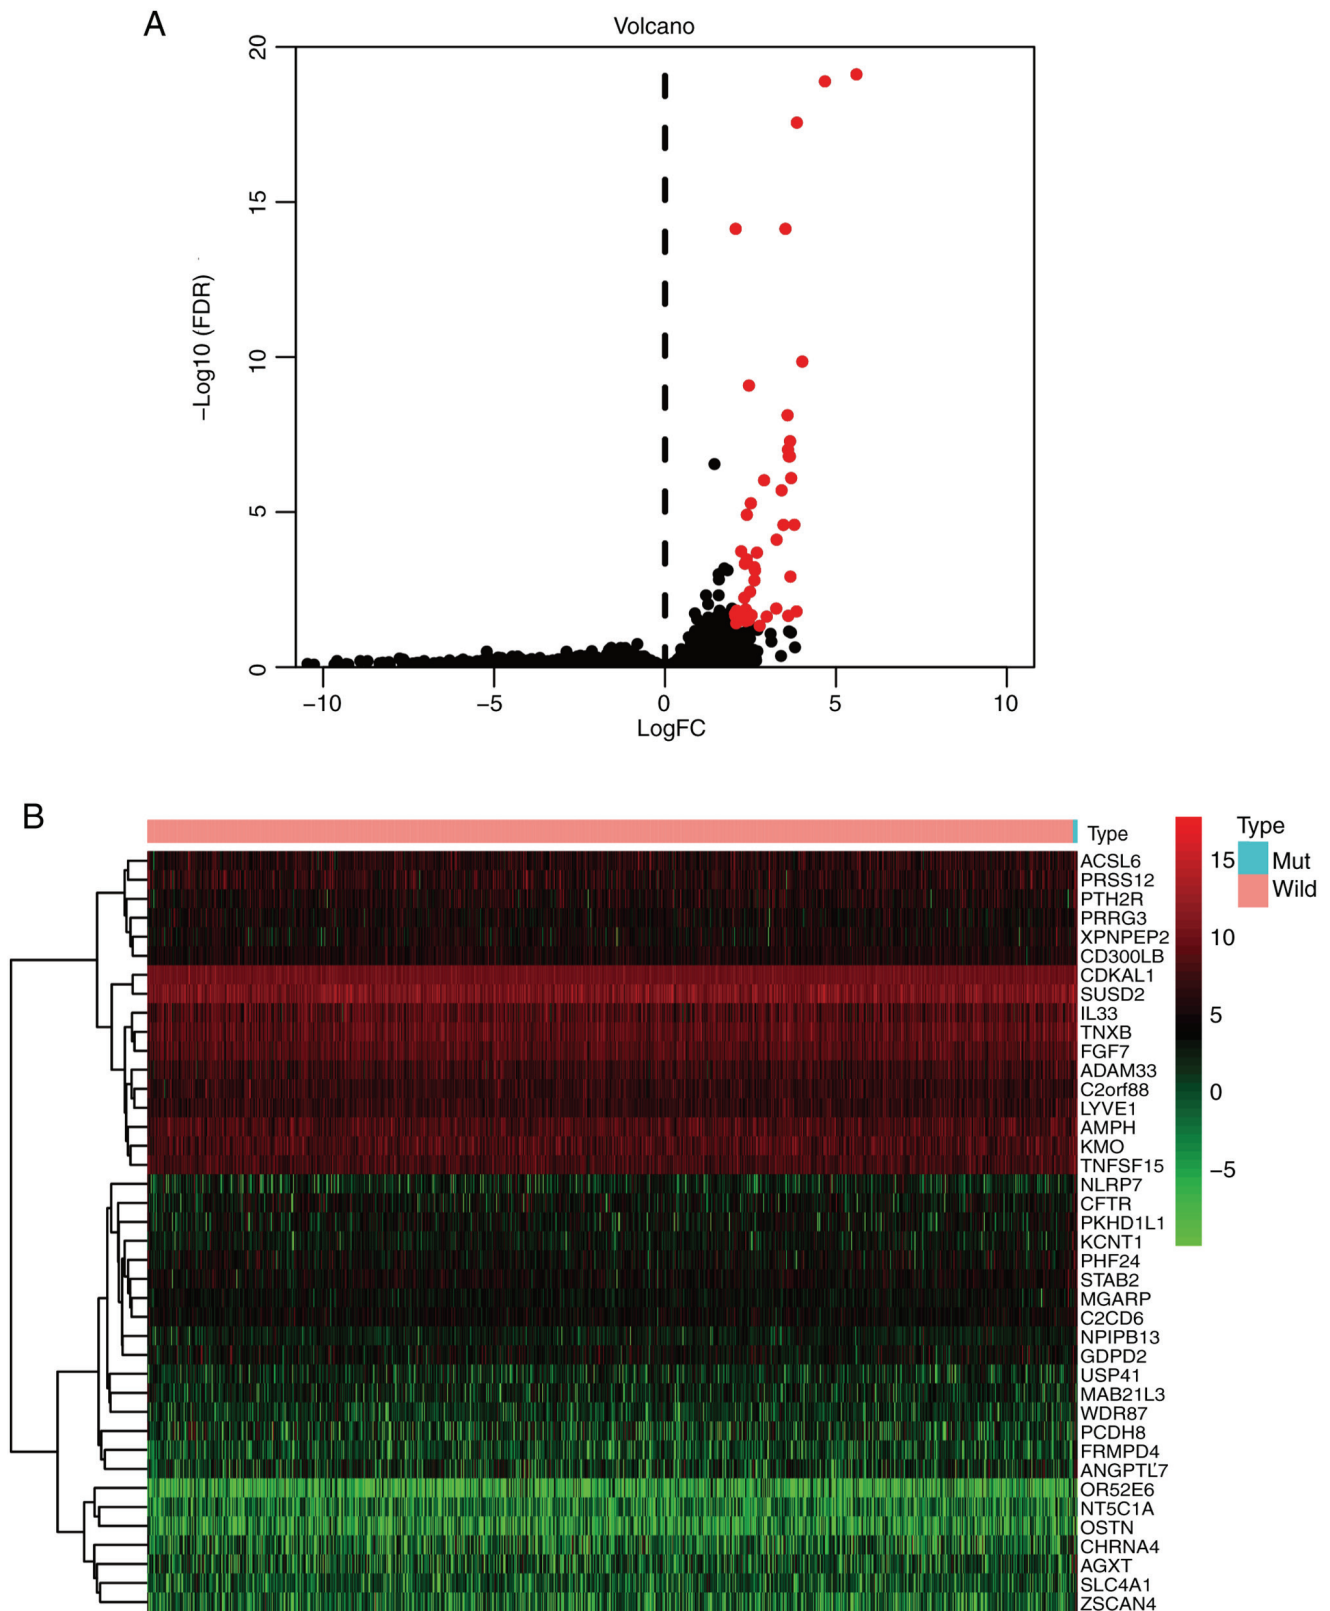 A
Volcano
20
15
10
5
0
−Log10 (FDR)
−10
−5
0
5
10
LogFC
B
Type
ACSL6
PRSS12
PTH2R
PRRG3
XPNPEP2
CD300LB
CDKAL1
SUSD2
IL33
TNXB
FGF7
ADAM33
C2orf88
LYVE1
AMPH
KMO
TNFSF15
NLRP7
CFTR
PKHD1L1
KCNT1
PHF24
STAB2
MGARP
C2CD6
NPIPB13
GDPD2
USP41
MAB21L3
WDR87
PCDH8
FRMPD4
ANGPTL7
OR52E6
NT5C1A
OSTN
CHRNA4
AGXT
SLC4A1
ZSCAN4
15
10
5
0
−5
Type
Mut
Wild